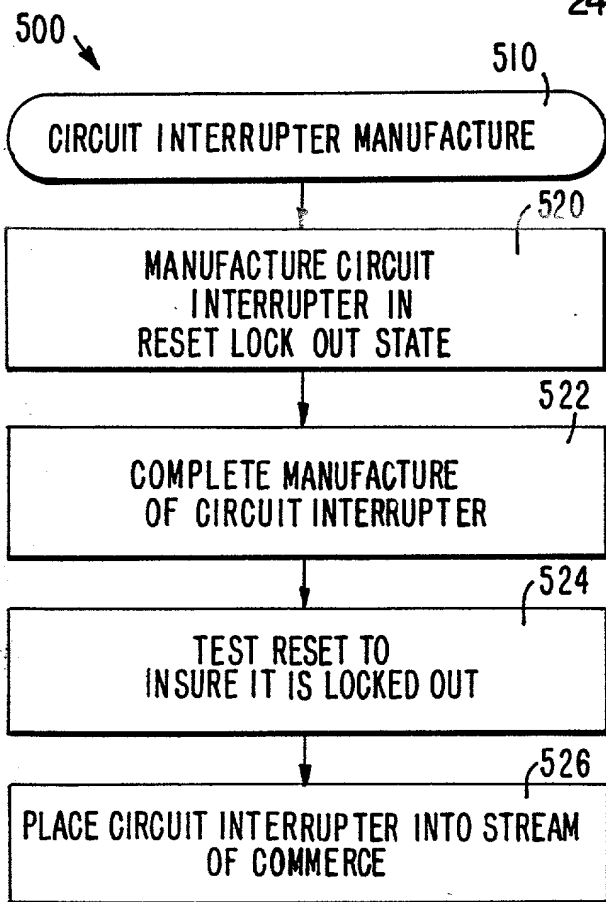 24
500
510
CIRCUIT INTERRUPTER MANUFACTURE
520
MANUFACTURE CIRCUIT
INTERRUPTER IN
RESET LOCK OUT STATE
522
COMPLETE MANUFACTURE
OF CIRCUIT INTERRUPTER
524
TEST RESET TO
INSURE IT IS LOCKED OUT
526
PLACE CIRCUIT INTERRUPTER INTO STREAM
OF COMMERCE